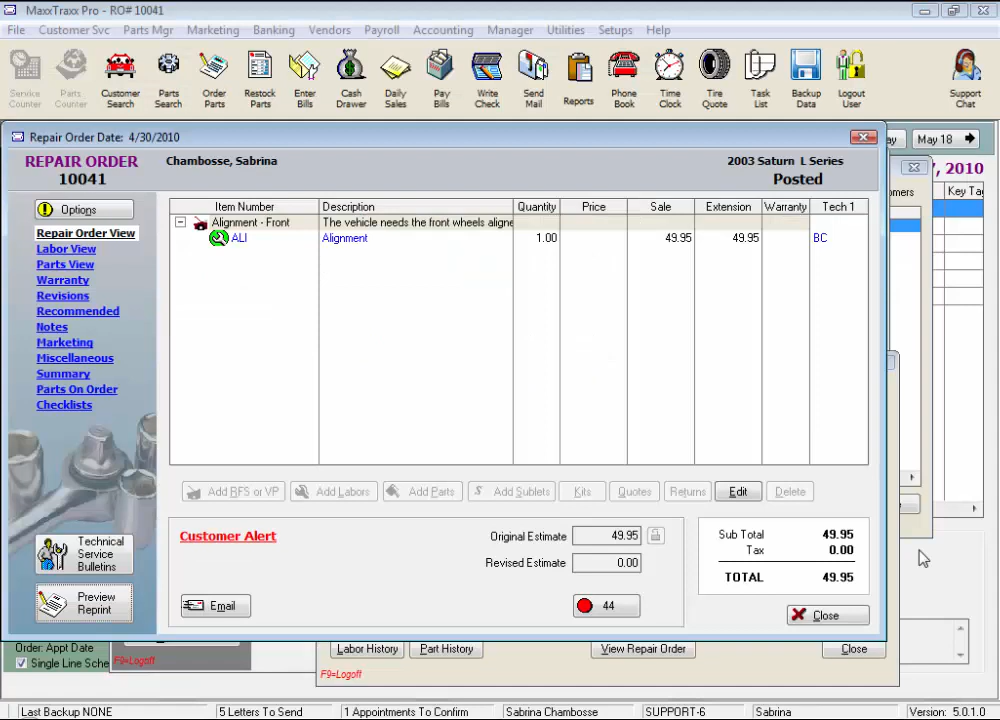 MaxxTraxx Pro - RO# 10041
File Customer Svc Parts Mgr Marketing Banking Vendors Payroll Accounting Manager Utilities Setups Help
Service Counter
Parts Counter
Customer Search
Parts Search
Order Parts
Restock Parts
Enter Bills
Cash Drawer
Daily Sales
Pay Bills
Write Check
Send Mail
Reports
Phone Book
Time Clock
Tire Quote
Task List
Backup Data
Logout User
Support Chat
Repair Order Date: 4/30/2010
ay May 18
REPAIR ORDER
10041
Chambosse, Sabrina
2003 Saturn L Series
Posted
, 2010
omers
Key Ta
Options
Repair Order View
Labor View
Parts View
Warranty
Revisions
Recommended
Notes
Marketing
Miscellaneous
Summary
Parts On Order
Checklists
Technical Service Bulletins
Preview Reprint
Item Number Description Quantity Price Sale Extension Warranty Tech 1
Alignment - Front The vehicle needs the front wheels aligne
ALI Alignment 1.00 49.95 49.95 BC
Add RFS or VP Add Labors Add Parts Add Sublets Kits Quotes Returns Edit Delete
Customer Alert
Original Estimate 49.95
Revised Estimate 0.00
Email
44
Sub Total 49.95
Tax 0.00
TOTAL 49.95
Close
Order: Appt Date
Single Line Sche
F9=Logoff
Labor History Part History View Repair Order Close
F9=Logoff
Last Backup NONE 5 Letters To Send 1 Appointments To Confirm Sabrina Chambosse SUPPORT-6 Sabrina Version: 5.0.1.0